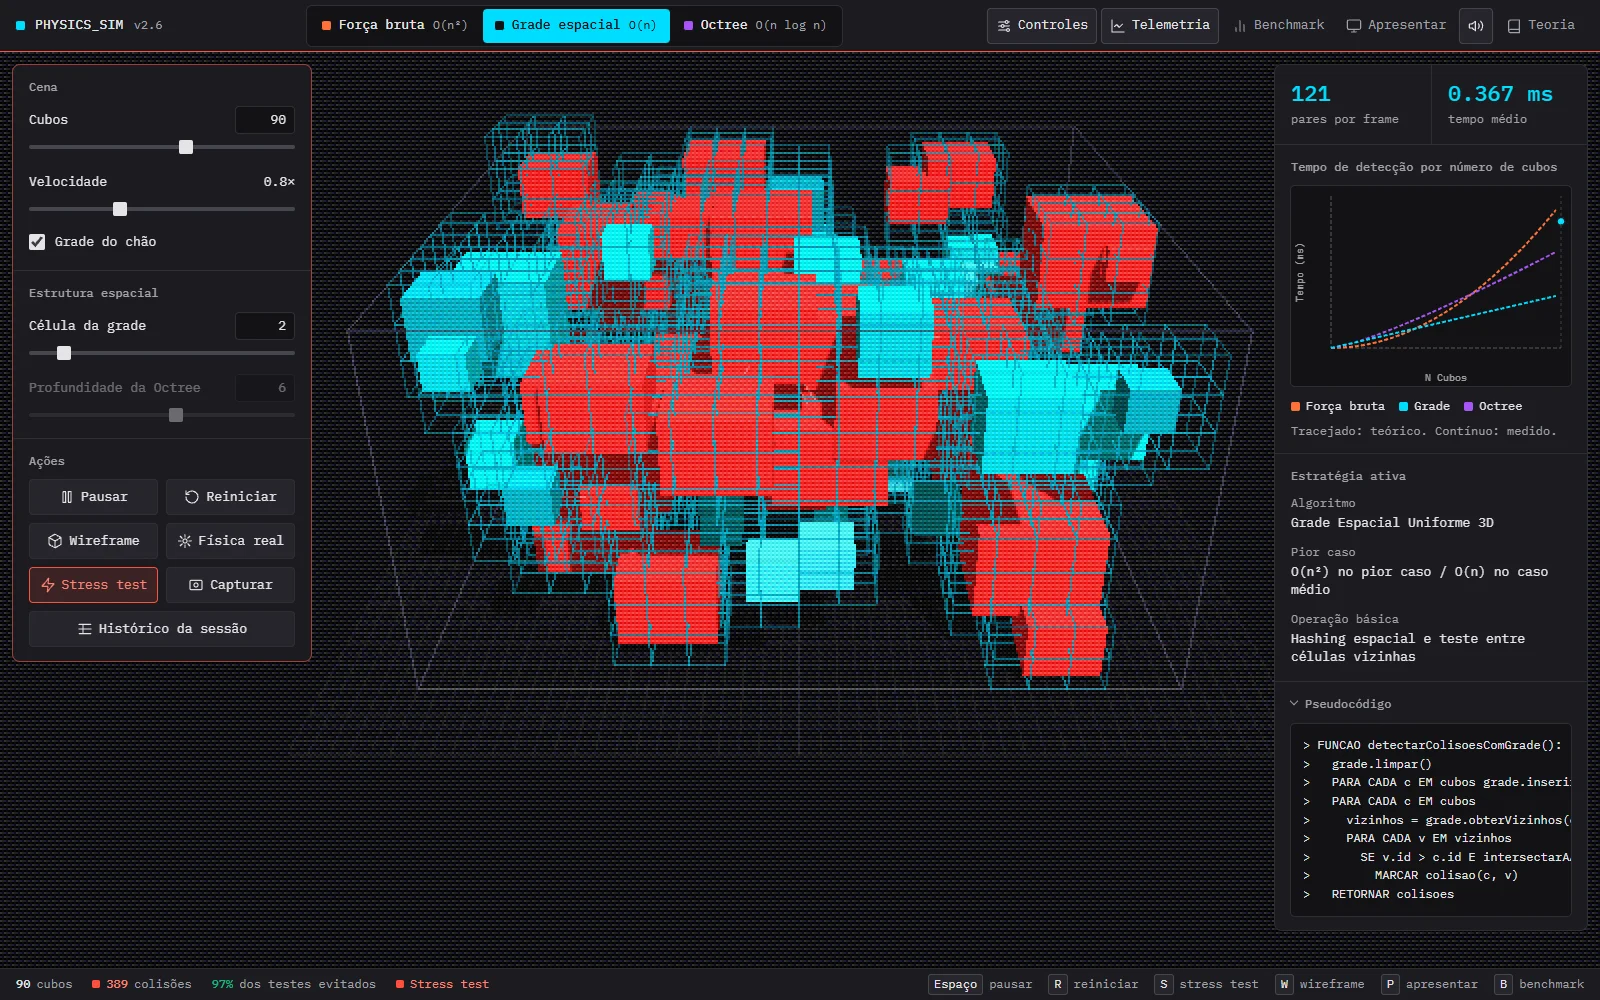 PHYSICS_SIM v2.6
Força bruta O(n²)
Grade espacial O(n)
Octree O(n log n)
Controles
Telemetria
Benchmark
Apresentar
Teoria
Cena
Cubos 90
Velocidade 0.8×
Grade do chão
Estrutura espacial
Célula da grade 2
Profundidade da Octree 6
Ações
Pausar
Reiniciar
Wireframe
Física real
Stress test
Capturar
Histórico da sessão
121
pares por frame
0.367 ms
tempo médio
Tempo de detecção por número de cubos
Tempo (ms)
N Cubos
Força bruta Grade Octree
Tracejado: teórico. Contínuo: medido.
Estratégia ativa
Algoritmo
Grade Espacial Uniforme 3D
Pior caso
O(n²) no pior caso / O(n) no caso
médio
Operação básica
Hashing espacial e teste entre
células vizinhas
Pseudocódigo
> FUNCAO detectarColisoesComGrade():
> grade.limpar()
> PARA CADA c EM cubos grade.inseri
> PARA CADA c EM cubos
> vizinhos = grade.obterVizinhos(
> PARA CADA v EM vizinhos
> SE v.id > c.id E intersectarA
> MARCAR colisao(c, v)
> RETORNAR colisoes
90 cubos
389 colisões
97% dos testes evitados
Stress test
Espaço pausar
R reiniciar
S stress test
W wireframe
P apresentar
B benchmark